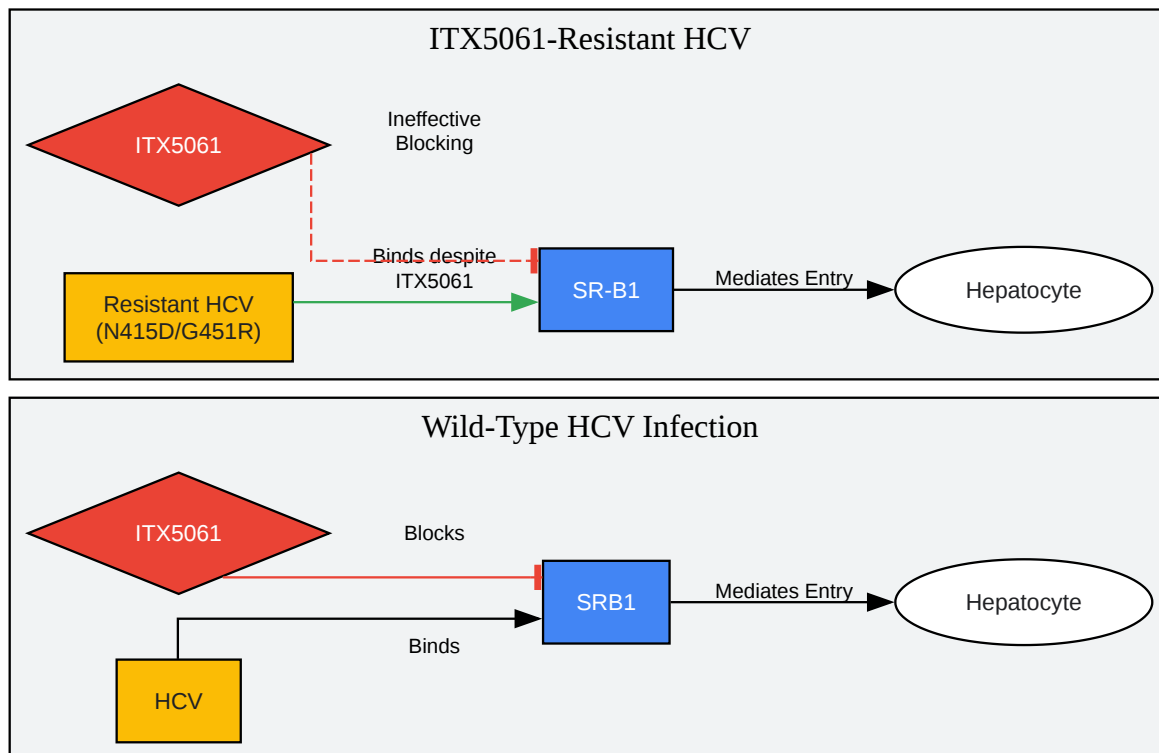 ITX5061-Resistant HCV
ITX5061
Ineffective
Blocking
Binds despite
ITX5061
Resistant HCV
(N415D/G451R)
SR-B1
Mediates Entry
Hepatocyte
Wild-Type HCV Infection
ITX5061
Blocks
SRB1
Mediates Entry
Hepatocyte
Binds
HCV